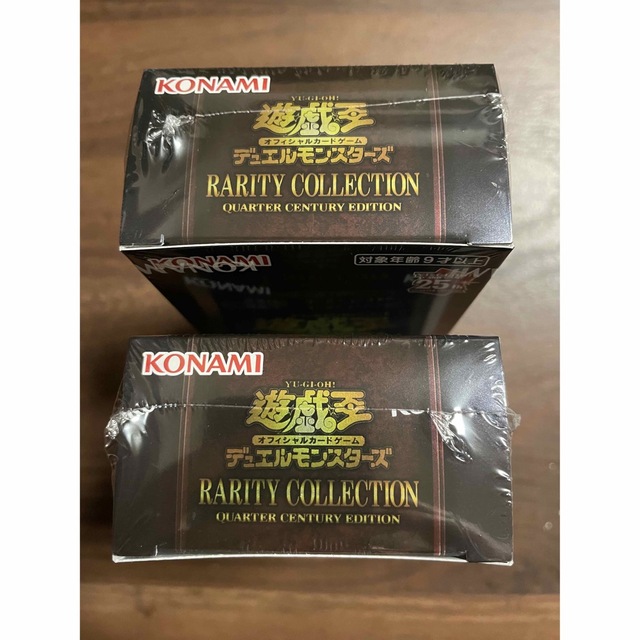 KONAMI
YU-GI-OH!
遊戯王
オフィシャルカードゲーム
デュエルモンスターズ
RARITY COLLECTION
QUARTER CENTURY EDITION
KONAMI
対象年齢9才以上
KONAMI
25th
KONAMI
YU-GI-OH!
遊戯王
オフィシャルカードゲーム
デュエルモンスターズ
RARITY COLLECTION
QUARTER CENTURY EDITION